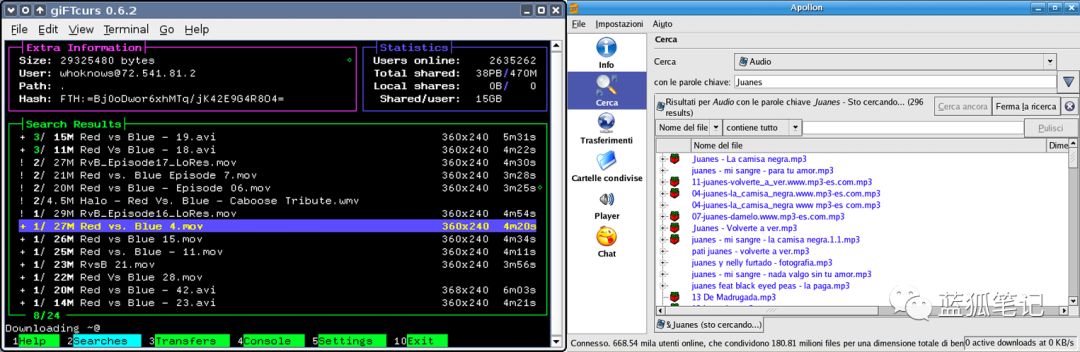 giFTcurs 0.6.2
File Edit View Terminal Go Help
Extra Information
Size: 29325480 bytes
User: whoknows@72.541.81.2
Path: .
Hash: FTH:=Bj0oDwor6xhMTq/jK42E9G4R8O4=
Statistics
Users online: 2635262
Total shared: 38PB/470M
Local shares: 0B/ 0
Shared/user: 15GB
Search Results
+ 3/ 15M Red vs Blue - 19.avi 360x240 5m31s
+ 3/ 11M Red vs Blue - 18.avi 360x240 4m22s
! 2/ 27M RvB_Episode17_LoRes.mov 360x240 4m30s
! 2/ 21M Red vs. Blue Episode 7.mov 360x240 3m28s
! 2/ 20M Red vs Blue - Episode 06.mov 360x240 3m25s
! 2/4.5M Halo - Red Vs. Blue - Caboose Tribute.wmv
! 1/ 29M RvB_Episode16_LoRes.mov 360x240 4m54s
+ 1/ 27M Red vs. Blue 4.mov 360x240 4m20s
+ 1/ 26M Red vs Blue 15.mov 360x240 4m34s
+ 1/ 25M Red vs Blue - 11.mov 360x240 4m11s
+ 1/ 23M RvsB 21.mov 360x240 3m56s
+ 1/ 22M Red Vs Blue 28.mov
+ 1/ 20M Red vs Blue - 42.avi 368x240 6m03s
+ 1/ 14M Red vs Blue - 23.avi 360x240 4m21s
8/24
Downloading ~@
1Help 2Searches 3Transfers 4Console 5Settings 10Exit
Apollon
File Impostazioni Aiuto
Info
Cerca
Trasferimenti
Cartelle condivise
Player
Chat
Cerca
Cerca Audio
con le parole chiave: Juanes
Risultati per Audio con le parole chiave Juanes - Sto cercando... (296 results)
Cerca ancora Ferma la ricerca
Nome del file contiene tutto Pulisci
Nome del file Dime
Juanes - La camisa negra.mp3
juanes - mi sangre - para tu amor.mp3
11-juanes-volverte_a_ver.www.mp3-es.com.mp3
04-juanes-la_camisa_negra.www.mp3-es.com.mp3
04-juanes-la_camisa_negra.mp3
07-juanes-damelo.www.mp3-es.com.mp3
Juanes - Volverte a ver.mp3
juanes - mi sangre - la camisa negra.1.1.mp3
pati juanes - volverte a ver.mp3
juanes y nelly furtado - fotografia.mp3
juanes - mi sangre - nada valgo sin tu amor.mp3
juanes feat black eyed peas - la paga.mp3
13 De Madrugada.mp3
Juanes (sto cercando...)
Connesso. 668.54 mila utenti online, che condividono 180.81 milioni files per una dimensione totale di ben
0 active downloads at 0 KB/s
蓝狐笔记